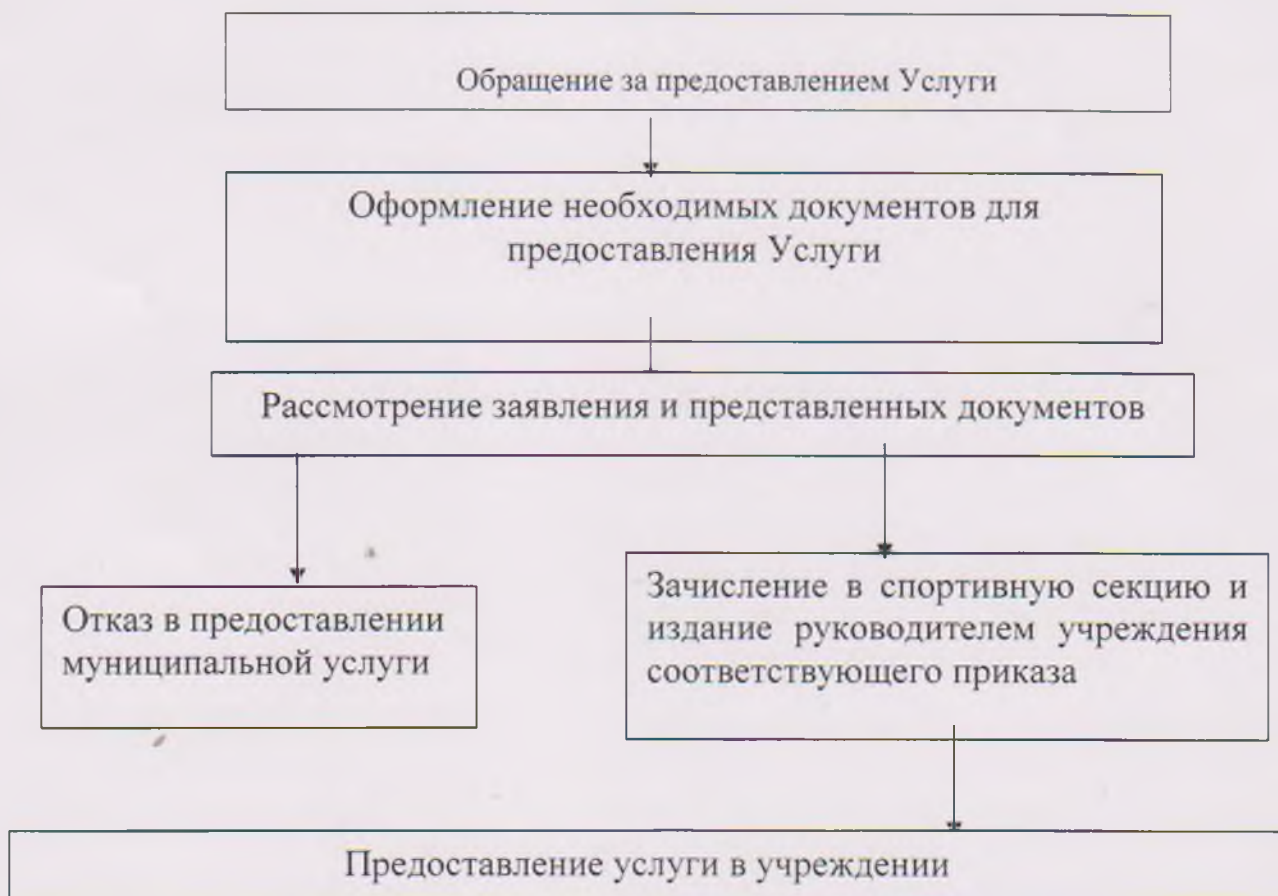 Обращение за предоставлением Услуги
Оформление необходимых документов для
предоставления Услуги
Рассмотрение заявления и представленных документов
Отказ в предоставлении
муниципальной услуги
Зачисление в спортивную секцию и
издание руководителем учреждения
соответствующего приказа
Предоставление услуги в учреждении